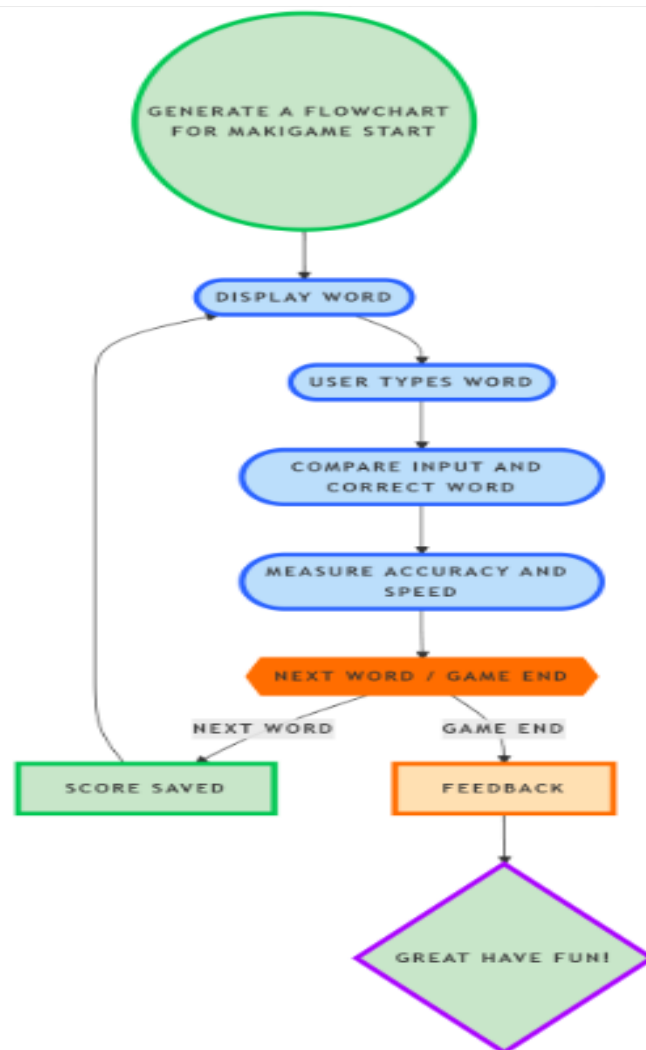 GENERATE A FLOWCHART
FOR MAKIGAME START
DISPLAY WORD
USER TYPES WORD
COMPARE INPUT AND
CORRECT WORD
MEASURE ACCURACY AND
SPEED
NEXT WORD / GAME END
NEXT WORD
GAME END
SCORE SAVED
FEEDBACK
GREAT HAVE FUN!